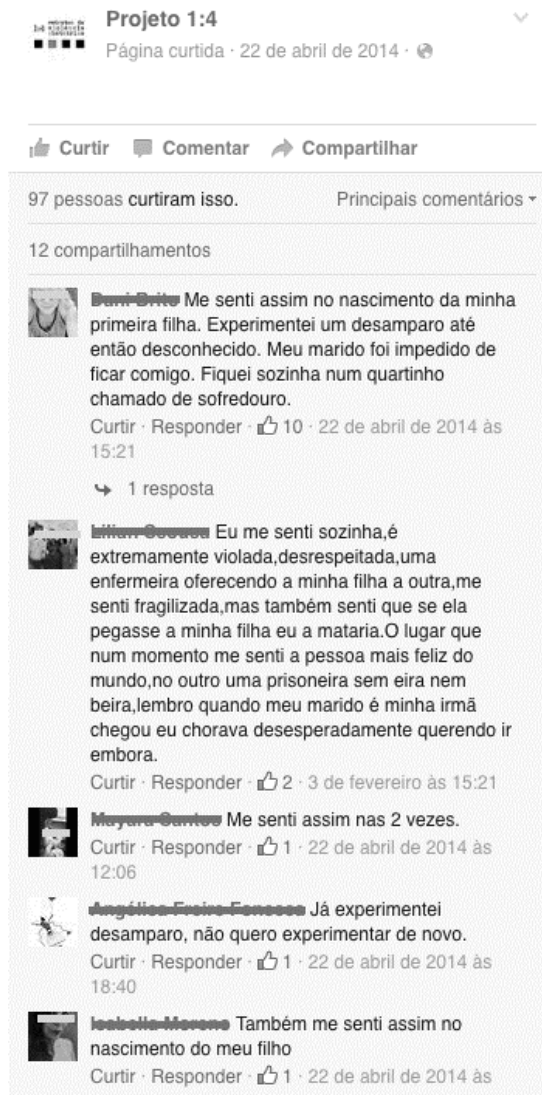 Projeto 1:4
Página curtida · 22 de abril de 2014 ·
Curtir Comentar Compartilhar
97 pessoas curtiram isso. Principais comentários
12 compartilhamentos
Me senti assim no nascimento da minha
primeira filha. Experimentei um desamparo até
então desconhecido. Meu marido foi impedido de
ficar comigo. Fiquei sozinha num quartinho
chamado de sofredouro.
Curtir · Responder · 10 · 22 de abril de 2014 às
15:21
1 resposta
Eu me senti sozinha,é
extremamente violada,desrespeitada,uma
enfermeira oferecendo a minha filha a outra,me
senti fragilizada,mas também senti que se ela
pegasse a minha filha eu a mataria.O lugar que
num momento me senti a pessoa mais feliz do
mundo,no outro uma prisoneira sem eira nem
beira,lembro quando meu marido é minha irmã
chegou eu chorava desesperadamente querendo ir
embora.
Curtir · Responder · 2 · 3 de fevereiro às 15:21
Me senti assim nas 2 vezes.
Curtir · Responder · 1 · 22 de abril de 2014 às
12:06
Já experimentei
desamparo, não quero experimentar de novo.
Curtir · Responder · 1 · 22 de abril de 2014 às
18:40
Também me senti assim no
nascimento do meu filho
Curtir · Responder · 1 · 22 de abril de 2014 às